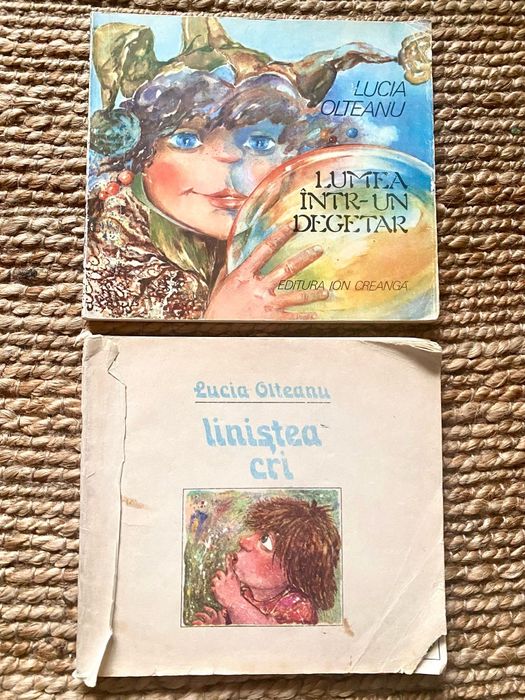 LUCIA
OLTEANU
LUMEA
ÎNTR-UN
DEGETAR
EDITURA ION CREANGĂ
Lucia Olteanu
liniştea
cri